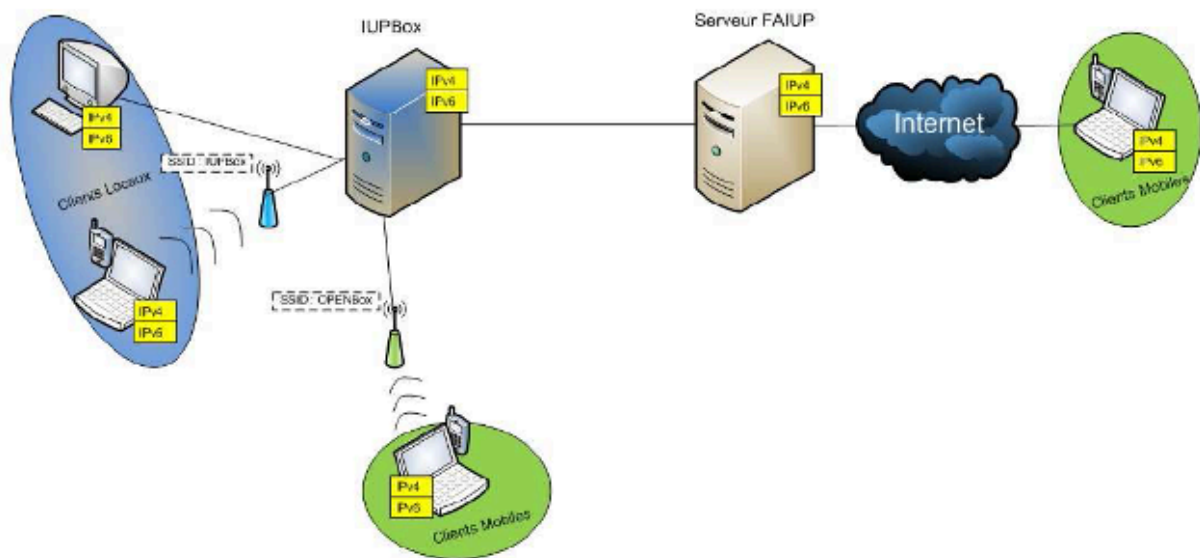 IUPBox
Serveur FAIUP
IPv4
IPv6
IPv4
IPv6
IPv4
IPv6
Internet
IPv4
IPv6
Clients Mobiles
SSID : IUPBox
Clients Locaux
IPv4
IPv6
SSID : OPENBox
IPv4
IPv6
Clients Mobiles